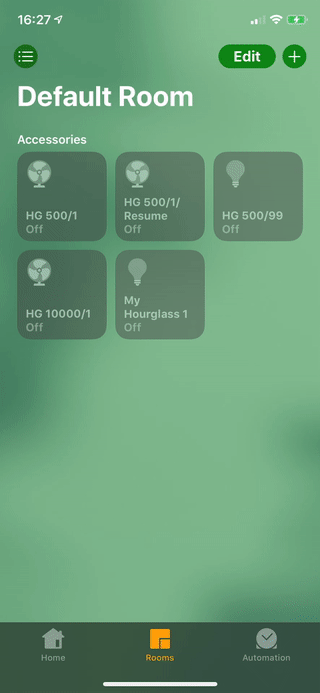 16:27
Edit
Default Room
Accessories
HG 500/1
Off
HG 500/1/
Resume
Off
HG 500/99
Off
HG 10000/1
Off
My
Hourglass 1
Off
Home
Rooms
Automation